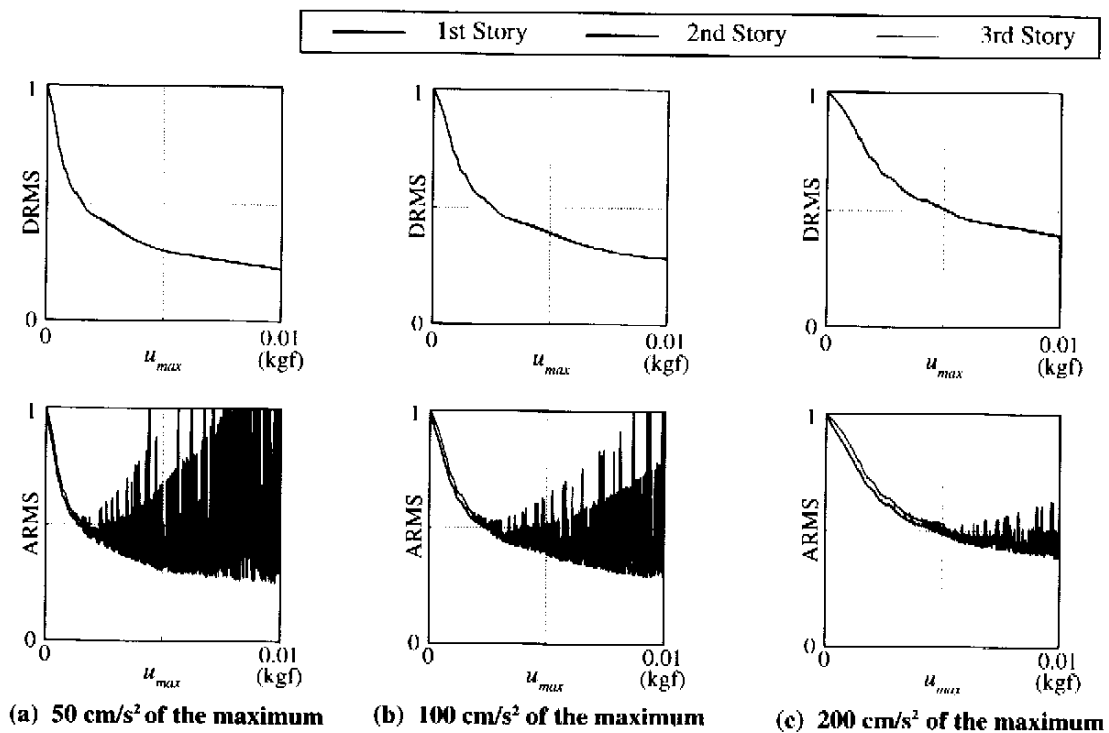 1st Story 2nd Story 3rd Story
1 1 1
DRMS DRMS DRMS
0 0 0
0 0.01 0 0.01 0 0.01
u_max (kgf) u_max (kgf) u_max (kgf)
1 1 1
ARMS ARMS ARMS
0 0 0
0 0.01 0 0.01 0 0.01
u_max (kgf) u_max (kgf) u_max (kgf)
(a) 50 cm/s² of the maximum (b) 100 cm/s² of the maximum (c) 200 cm/s² of the maximum